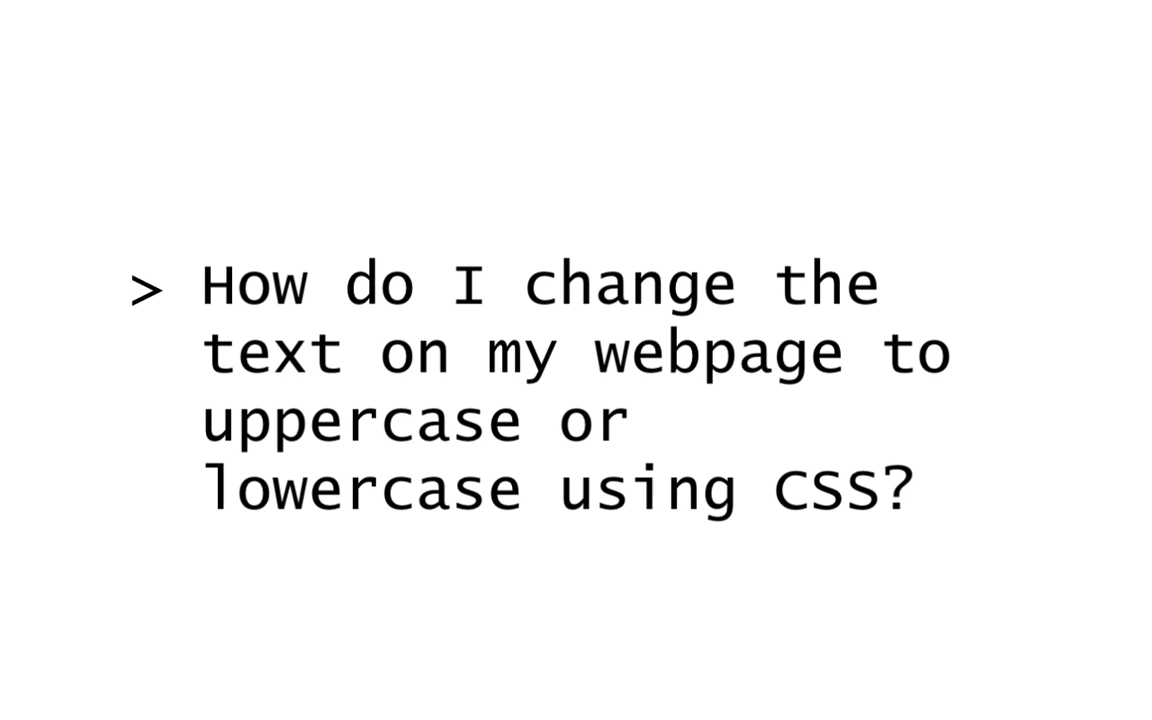 > How do I change the
text on my webpage to
uppercase or
lowercase using CSS?